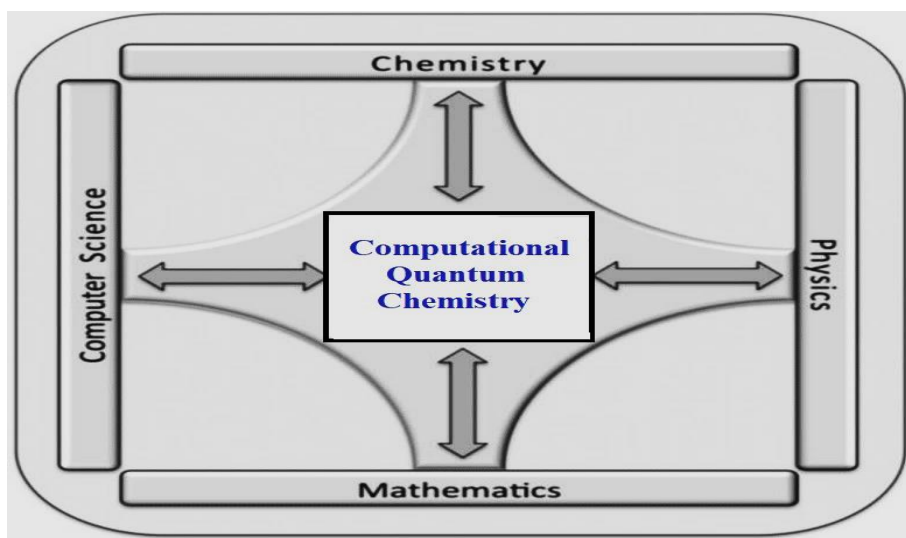 Chemistry
Computer Science
Computational
Quantum
Chemistry
Physics
Mathematics